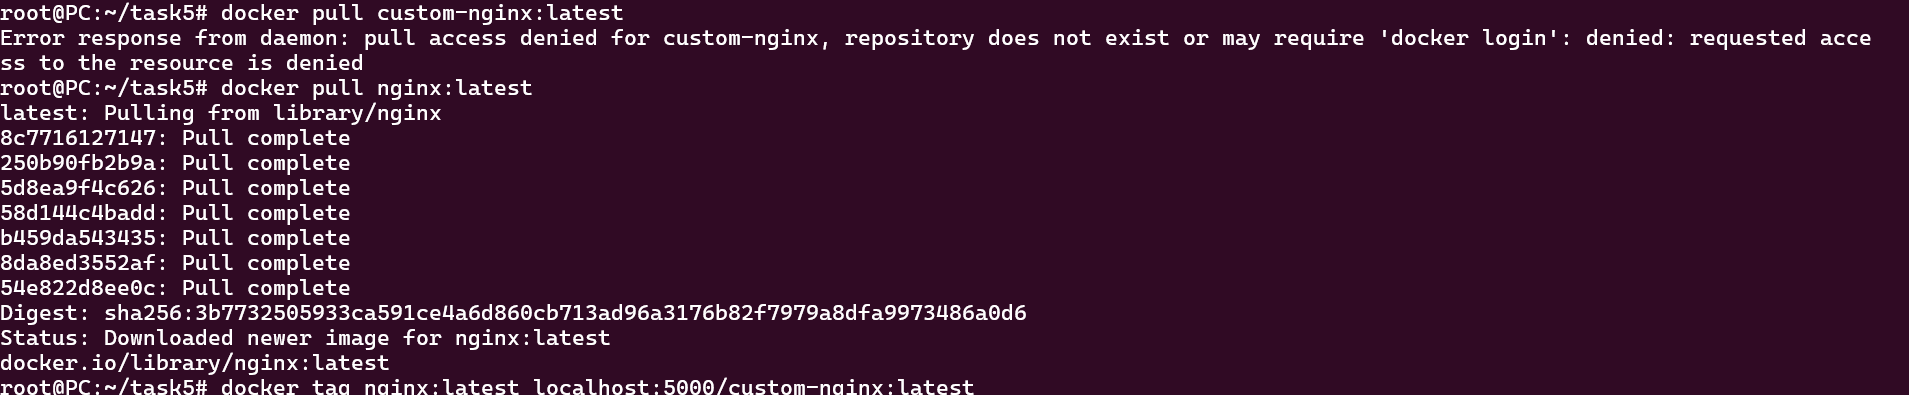 root@PC:~/task5# docker pull custom-nginx:latest
Error response from daemon: pull access denied for custom-nginx, repository does not exist or may require 'docker login': denied: requested acce
ss to the resource is denied
root@PC:~/task5# docker pull nginx:latest
latest: Pulling from library/nginx
8c7716127147: Pull complete
250b90fb2b9a: Pull complete
5d8ea9f4c626: Pull complete
58d144c4badd: Pull complete
b459da543435: Pull complete
8da8ed3552af: Pull complete
54e822d8ee0c: Pull complete
Digest: sha256:3b7732505933ca591ce4a6d860cb713ad96a3176b82f7979a8dfa9973486a0d6
Status: Downloaded newer image for nginx:latest
docker.io/library/nginx:latest
root@PC:~/task5# docker tag nginx:latest localhost:5000/custom-nginx:latest